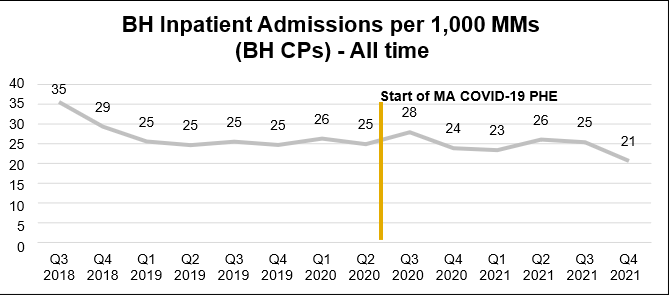 BH Inpatient Admissions per 1,000 MMs
(BH CPs) - All time
Start of MA COVID-19 PHE
40
35
30
25
20
15
10
5
0
35 29 25 25 25 25 26 25 28 24 23 26 25 21
Q3 Q4 Q1 Q2 Q3 Q4 Q1 Q2 Q3 Q4 Q1 Q2 Q3 Q4
2018 2018 2019 2019 2019 2019 2020 2020 2020 2020 2021 2021 2021 2021